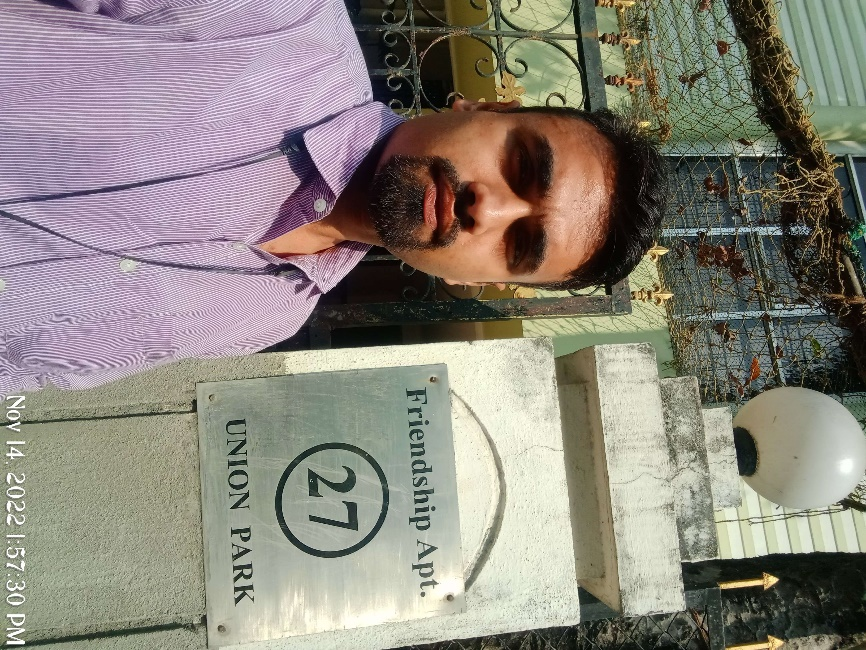 Friendship Apt.
27
UNION PARK
Nov 14, 2022 1:57:30 PM